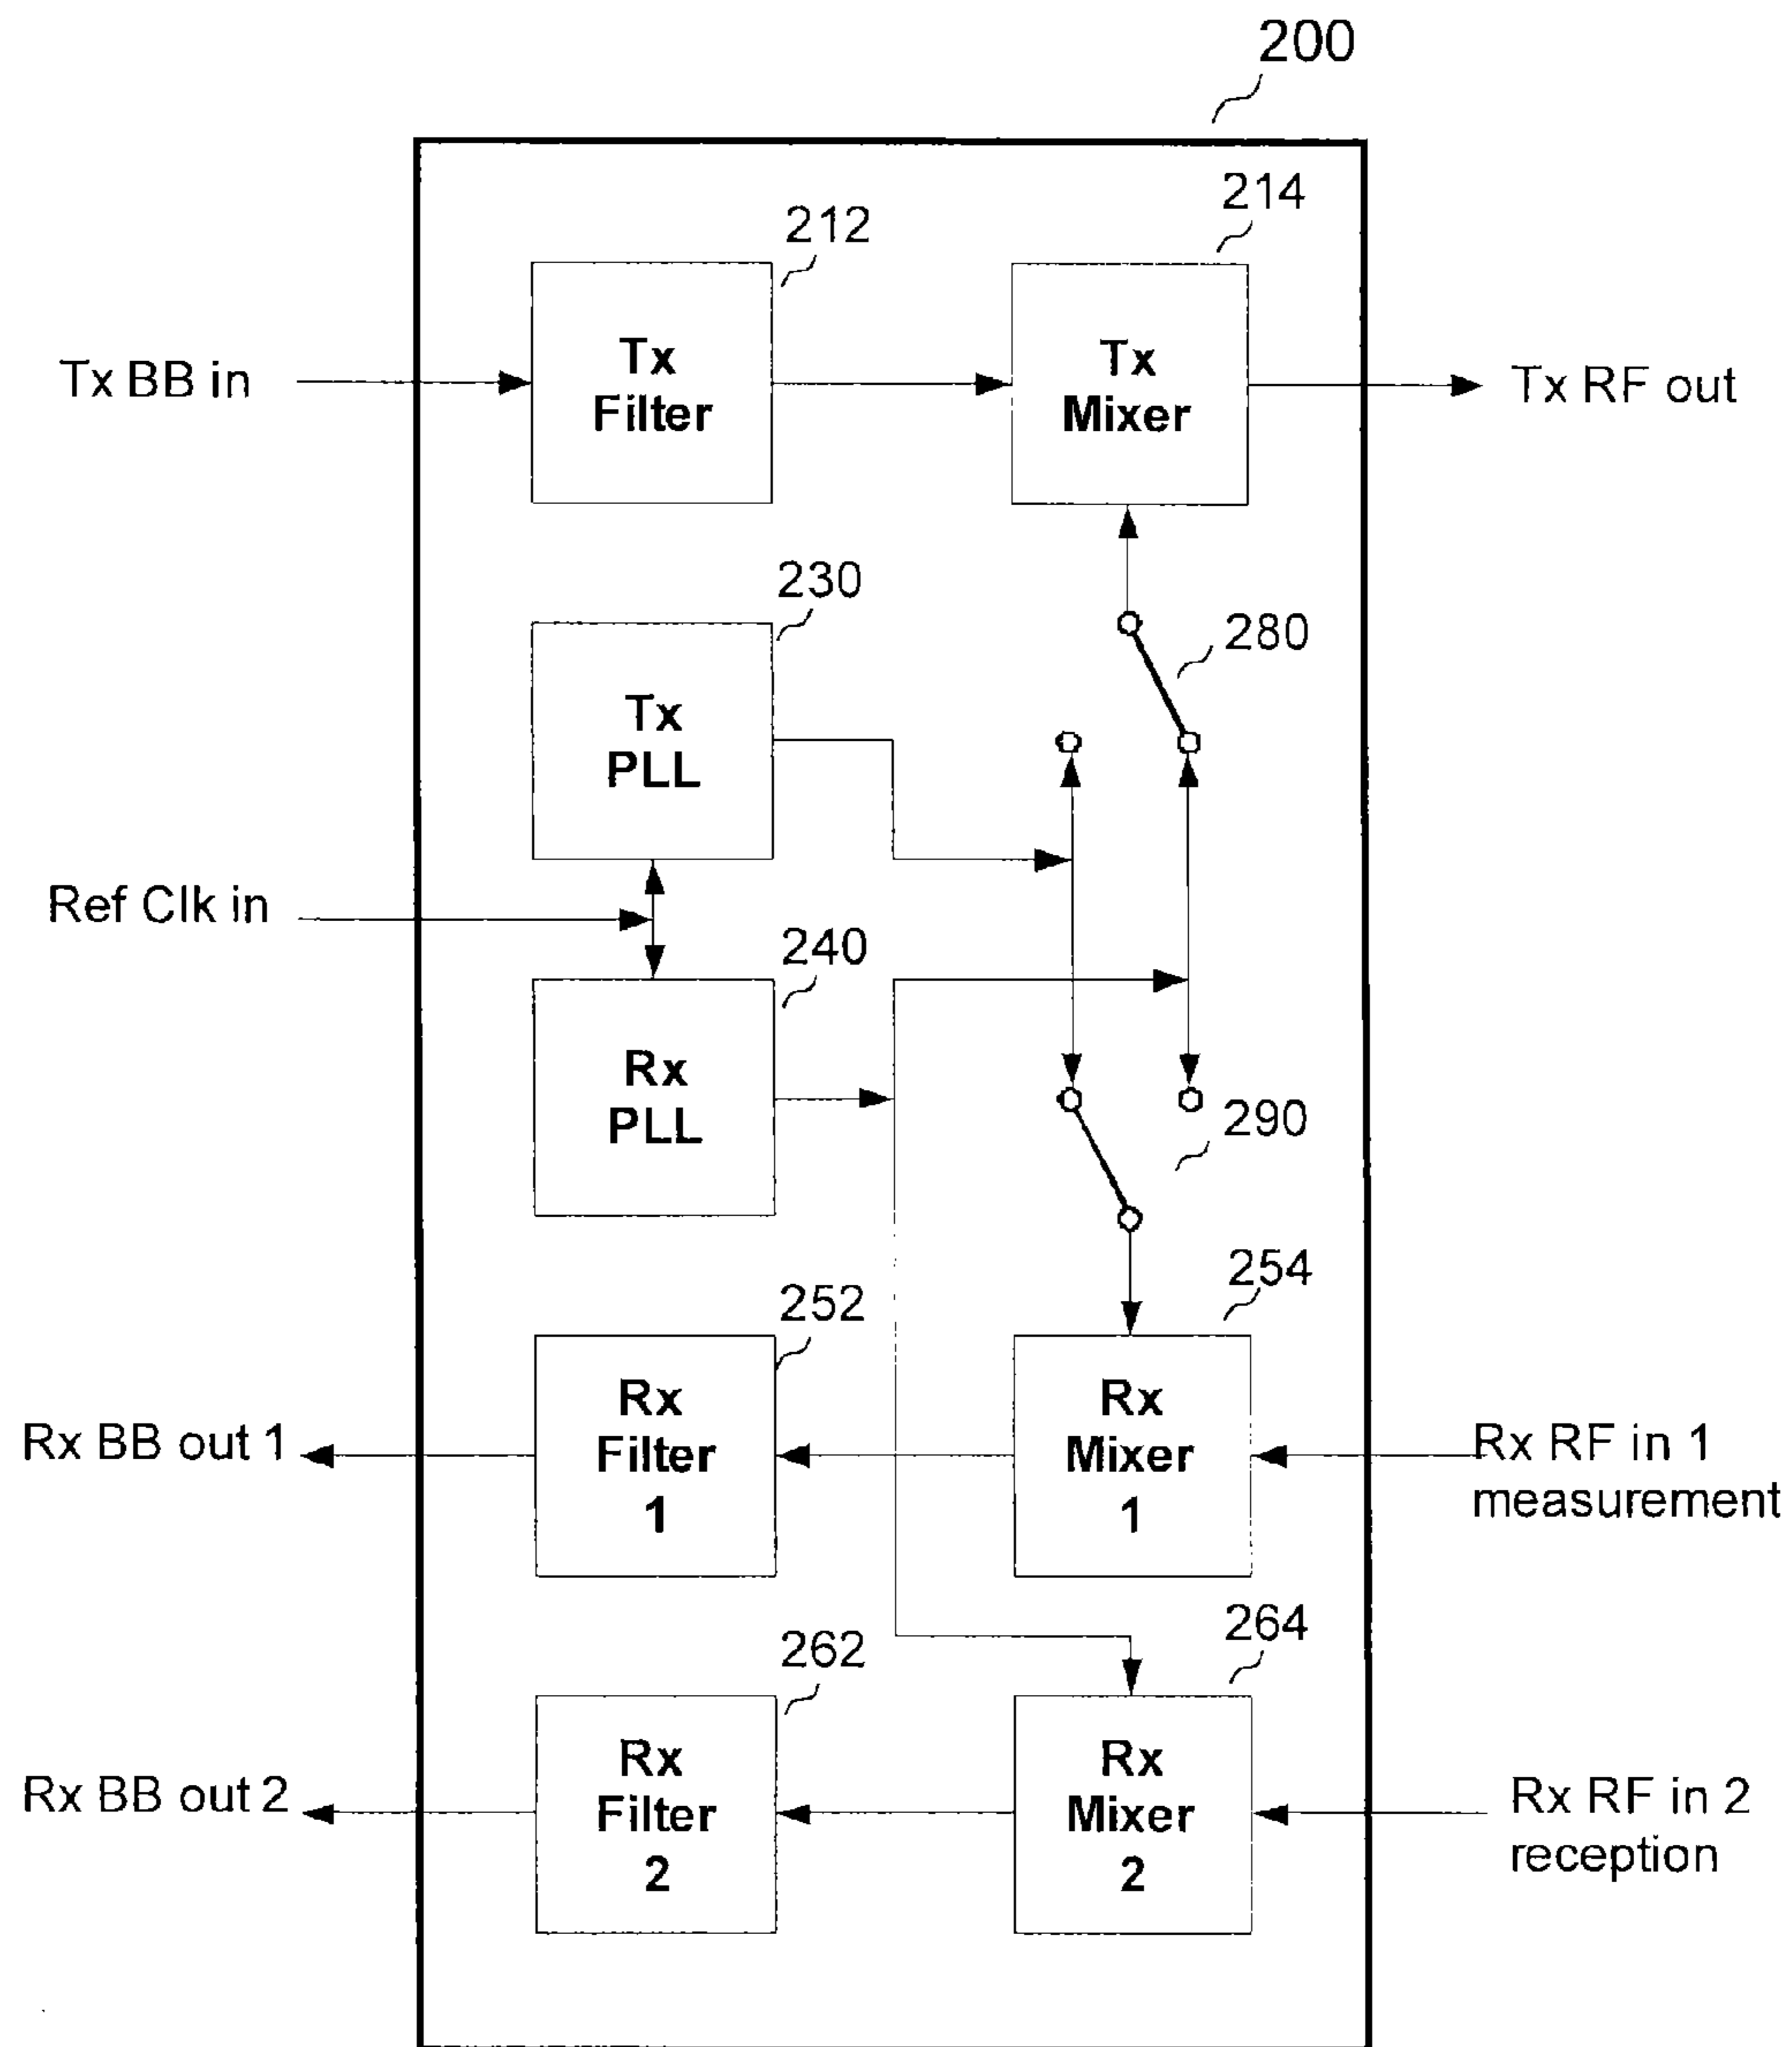 200
212
214
Tx BB in
Tx
Filter
Tx
Mixer
Tx RF out
230
280
Tx
PLL
Ref Clk in
240
Rx
PLL
290
252
254
Rx BB out 1
Rx
Filter
1
Rx
Mixer
1
Rx RF in 1
measurement
262
264
Rx BB out 2
Rx
Filter
2
Rx
Mixer
2
Rx RF in 2
reception